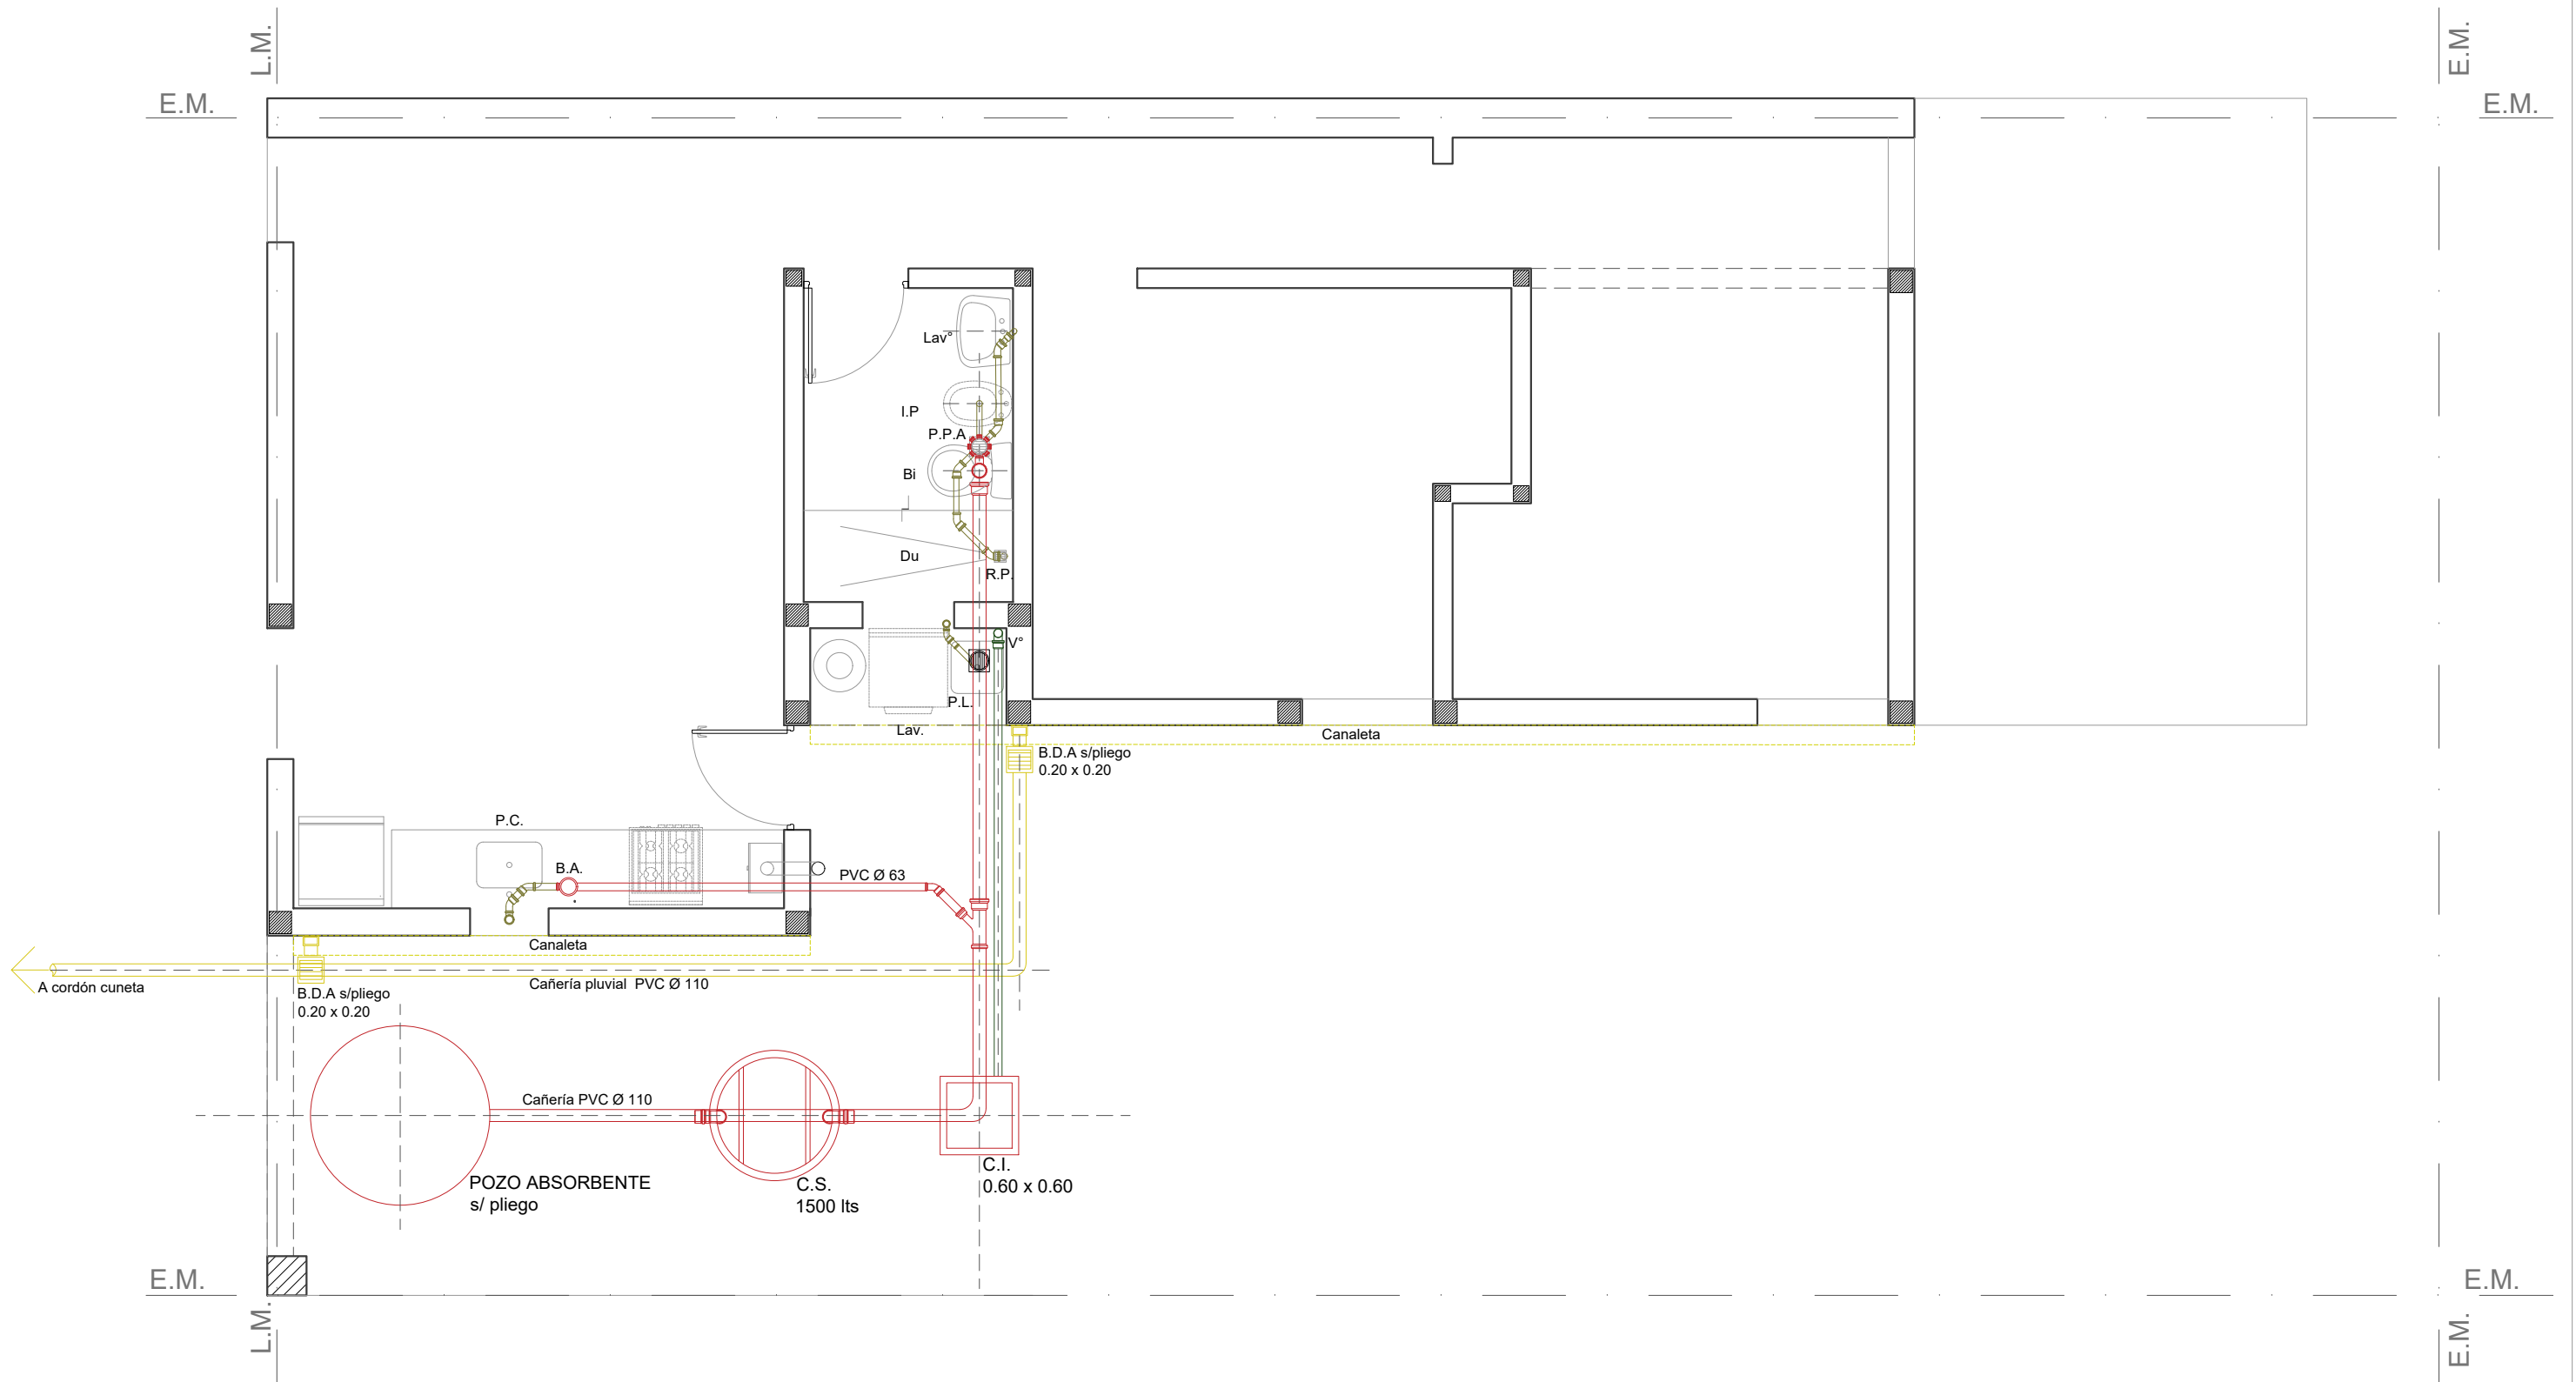 L.M.
E.M.
E.M.
E.M.
Lav°
I.P
P.P.A
Bi
Du
R.P.
V°
P.L.
Lav.
Canaleta
B.D.A s/pliego
0.20 x 0.20
P.C.
B.A.
PVC Ø 63
Canaleta
Cañería pluvial PVC Ø 110
A cordón cuneta
B.D.A s/pliego
0.20 x 0.20
Cañería PVC Ø 110
POZO ABSORBENTE
s/ pliego
C.S.
1500 lts
C.I.
0.60 x 0.60
E.M.
E.M.
L.M.
E.M.